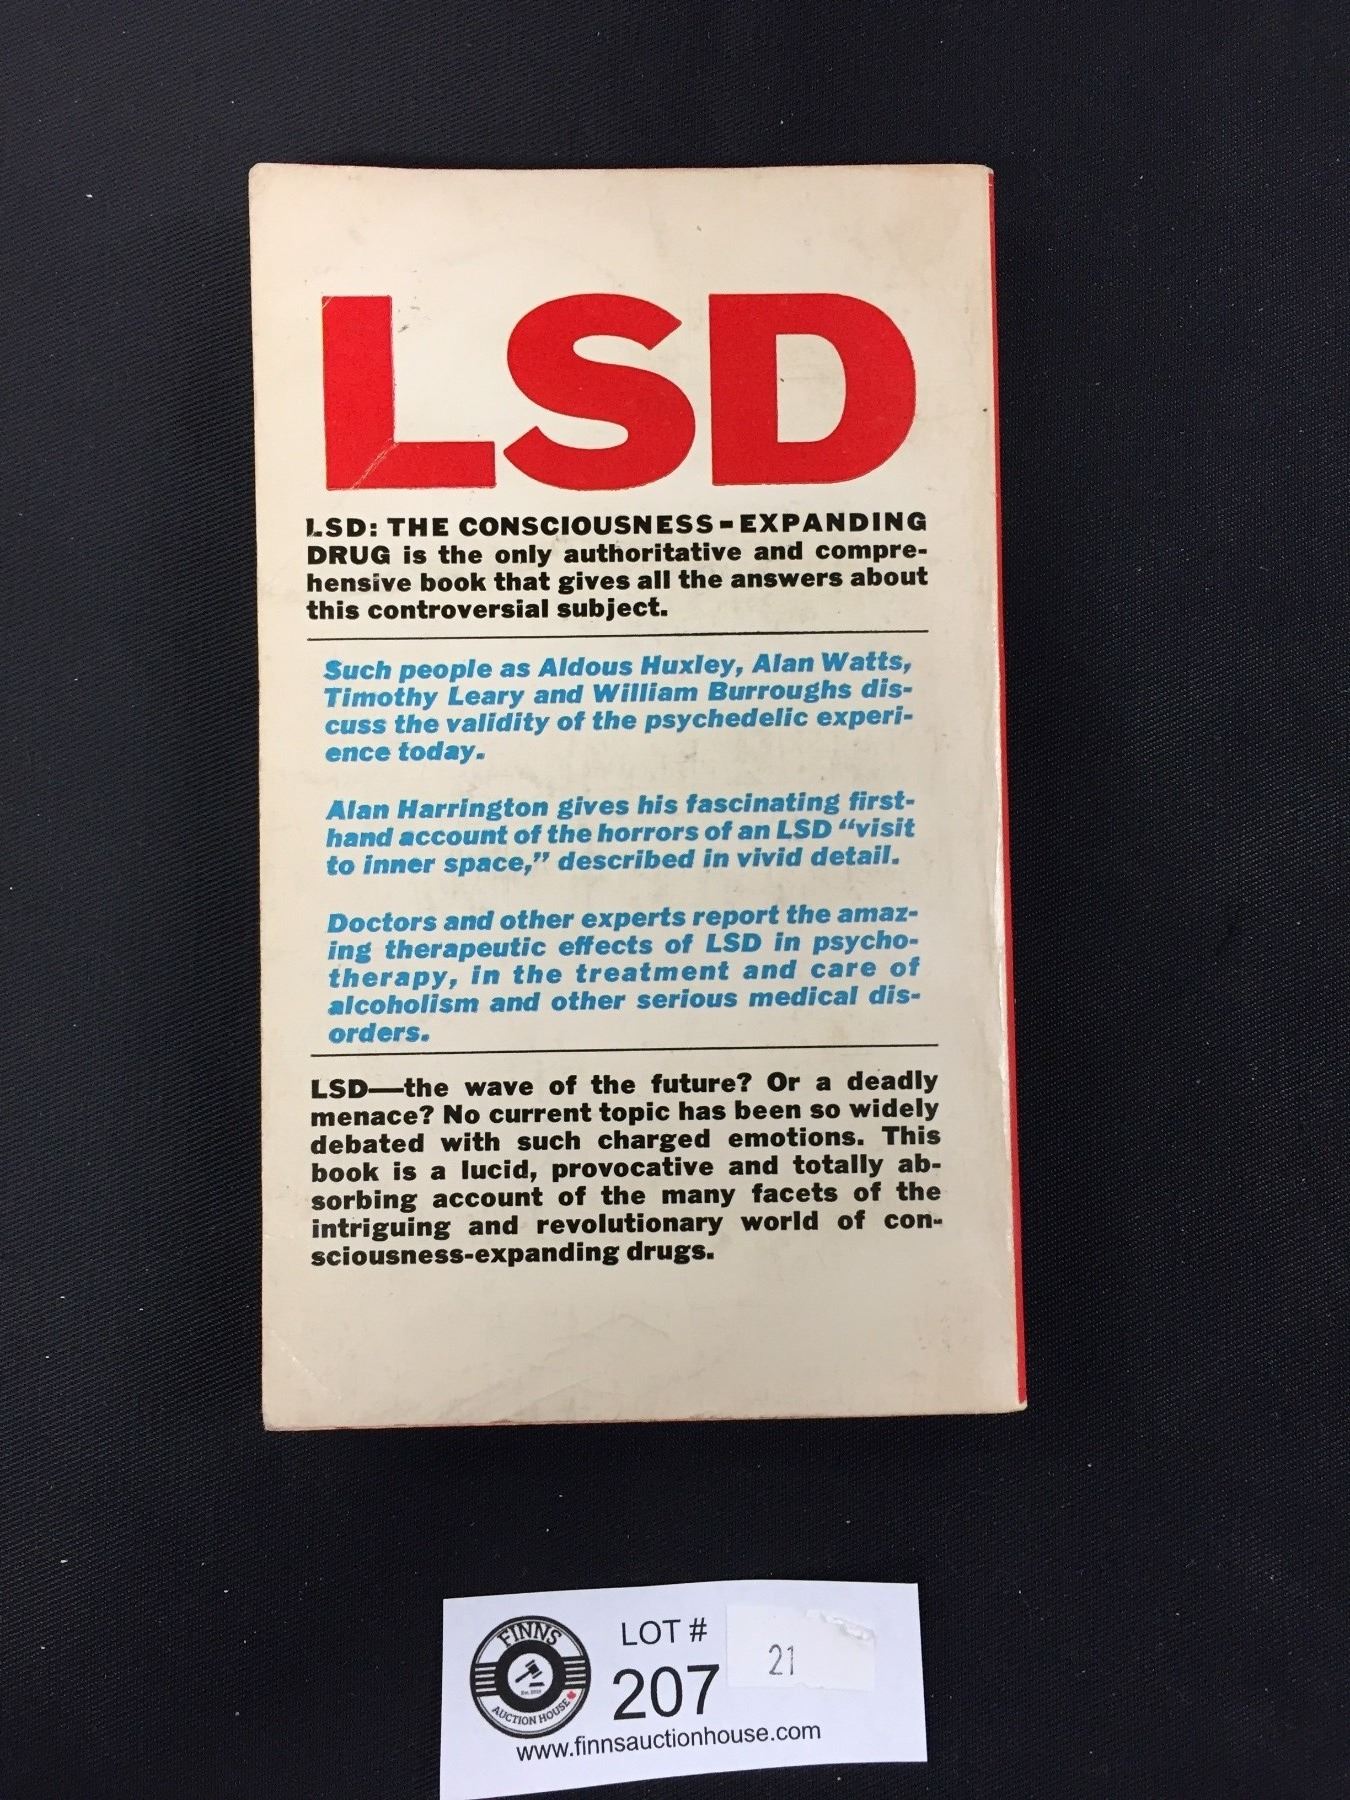 LSD
LSD: THE CONSCIOUSNESS-EXPANDING
DRUG is the only authoritative and compre-
hensive book that gives all the answers about
this controversial subject.
Such people as Aldous Huxley, Alan Watts,
Timothy Leary and William Burroughs dis-
cuss the validity of the psychedelic experi-
ence today.
Alan Harrington gives his fascinating first-
hand account of the horrors of an LSD “visit
to inner space,” described in vivid detail.
Doctors and other experts report the amaz-
ing therapeutic effects of LSD in psycho-
therapy, in the treatment and care of
alcoholism and other serious medical dis-
orders.
LSD—the wave of the future? Or a deadly
menace? No current topic has been so widely
debated with such charged emotions. This
book is a lucid, provocative and totally ab-
sorbing account of the many facets of the
intriguing and revolutionary world of con-
sciousness-expanding drugs.
FINNS
AUCTION HOUSE
LOT #
207
21
www.finnsauctionhouse.com